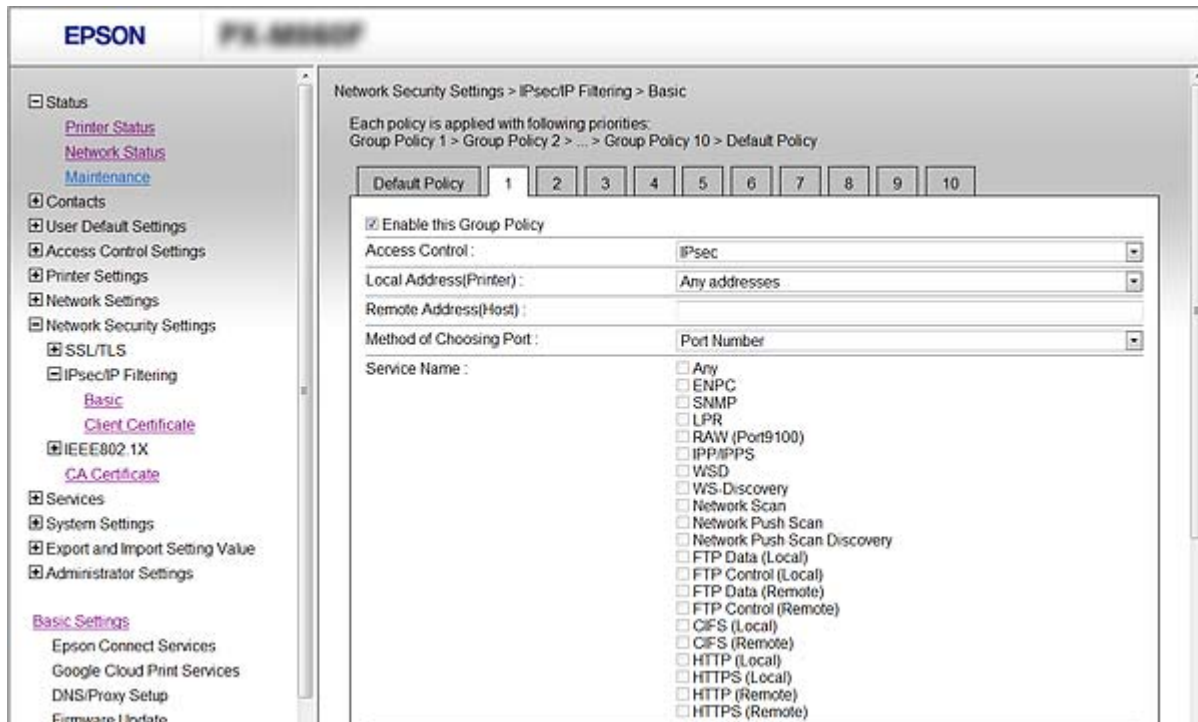 EPSON
Status
Printer Status
Network Status
Maintenance
Contacts
User Default Settings
Access Control Settings
Printer Settings
Network Settings
Network Security Settings
SSL/TLS
IPsec/IP Filtering
Basic
Client Certificate
IEEE802.1X
CA Certificate
Services
System Settings
Export and Import Setting Value
Administrator Settings
Basic Settings
Epson Connect Services
Google Cloud Print Services
DNS/Proxy Setup
Firmware Update
Network Security Settings > IPsec/IP Filtering > Basic
Each policy is applied with following priorities:
Group Policy 1 > Group Policy 2 > ... > Group Policy 10 > Default Policy
Default Policy 1 2 3 4 5 6 7 8 9 10
Enable this Group Policy
Access Control : IPsec
Local Address(Printer) : Any addresses
Remote Address(Host) :
Method of Choosing Port : Port Number
Service Name : Any
ENPC
SNMP
LPR
RAW (Port9100)
IPP/IPPS
WSD
WS-Discovery
Network Scan
Network Push Scan
Network Push Scan Discovery
FTP Data (Local)
FTP Control (Local)
FTP Data (Remote)
FTP Control (Remote)
CIFS (Local)
CIFS (Remote)
HTTP (Local)
HTTPS (Local)
HTTP (Remote)
HTTPS (Remote)